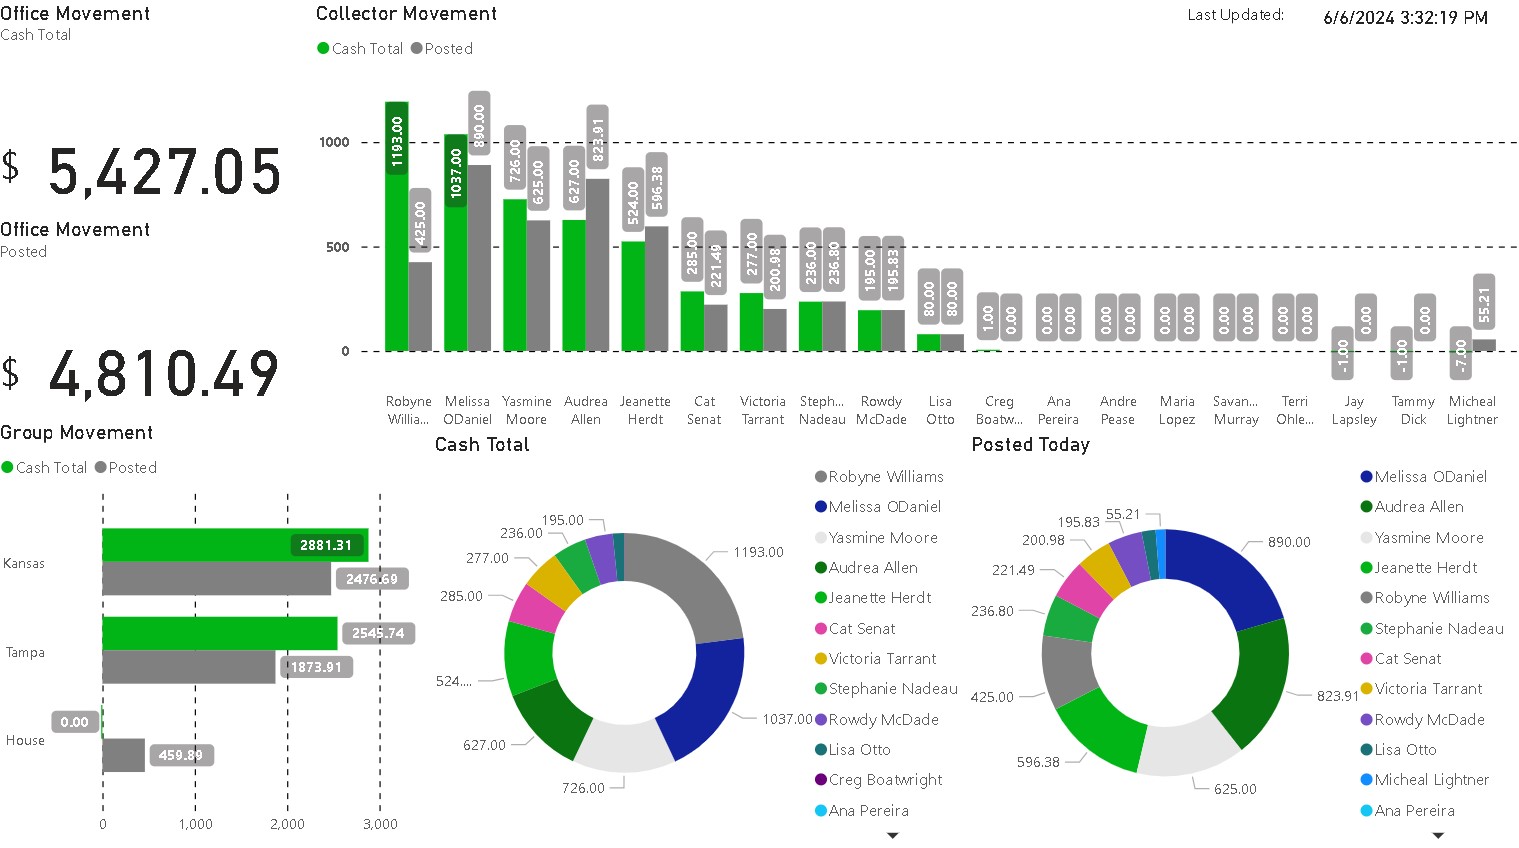 Office Movement
Cash Total
$ 5,427.05
Office Movement
Posted
$ 4,810.49
Collector Movement
Cash Total Posted
Last Updated: 6/6/2024 3:32:19 PM
1000
500
0
1193.00 425.00
1037.00 890.00
726.00 625.00
627.00 823.91
524.00 596.38
285.00 221.49
277.00 200.98
236.00 236.80
195.00 195.83
80.00 80.00
1.00 0.00
0.00 0.00
0.00 0.00
0.00 0.00
0.00 0.00
0.00 0.00
-1.00 0.00
-1.00 0.00
-7.00 55.21
Robyne Willia...
Melissa ODaniel
Yasmine Moore
Audrea Allen
Jeanette Herdt
Cat Senat
Victoria Tarrant
Steph... Nadeau
Rowdy McDade
Lisa Otto
Creg Boatw...
Ana Pereira
Andre Pease
Maria Lopez
Savan... Murray
Terri Ohle...
Jay Lapsley
Tammy Dick
Micheal Lightner
Group Movement
Cash Total Posted
Kansas
2881.31
2476.69
Tampa
2545.74
1873.91
House
0.00
459.89
0 1,000 2,000 3,000
Cash Total
1193.00
1037.00
726.00
627.00
524....
285.00
277.00
236.00
195.00
Robyne Williams
Melissa ODaniel
Yasmine Moore
Audrea Allen
Jeanette Herdt
Cat Senat
Victoria Tarrant
Stephanie Nadeau
Rowdy McDade
Lisa Otto
Creg Boatwright
Ana Pereira
Posted Today
890.00
823.91
625.00
596.38
425.00
236.80
221.49
200.98
195.83
55.21
Melissa ODaniel
Audrea Allen
Yasmine Moore
Jeanette Herdt
Robyne Williams
Stephanie Nadeau
Cat Senat
Victoria Tarrant
Rowdy McDade
Lisa Otto
Micheal Lightner
Ana Pereira